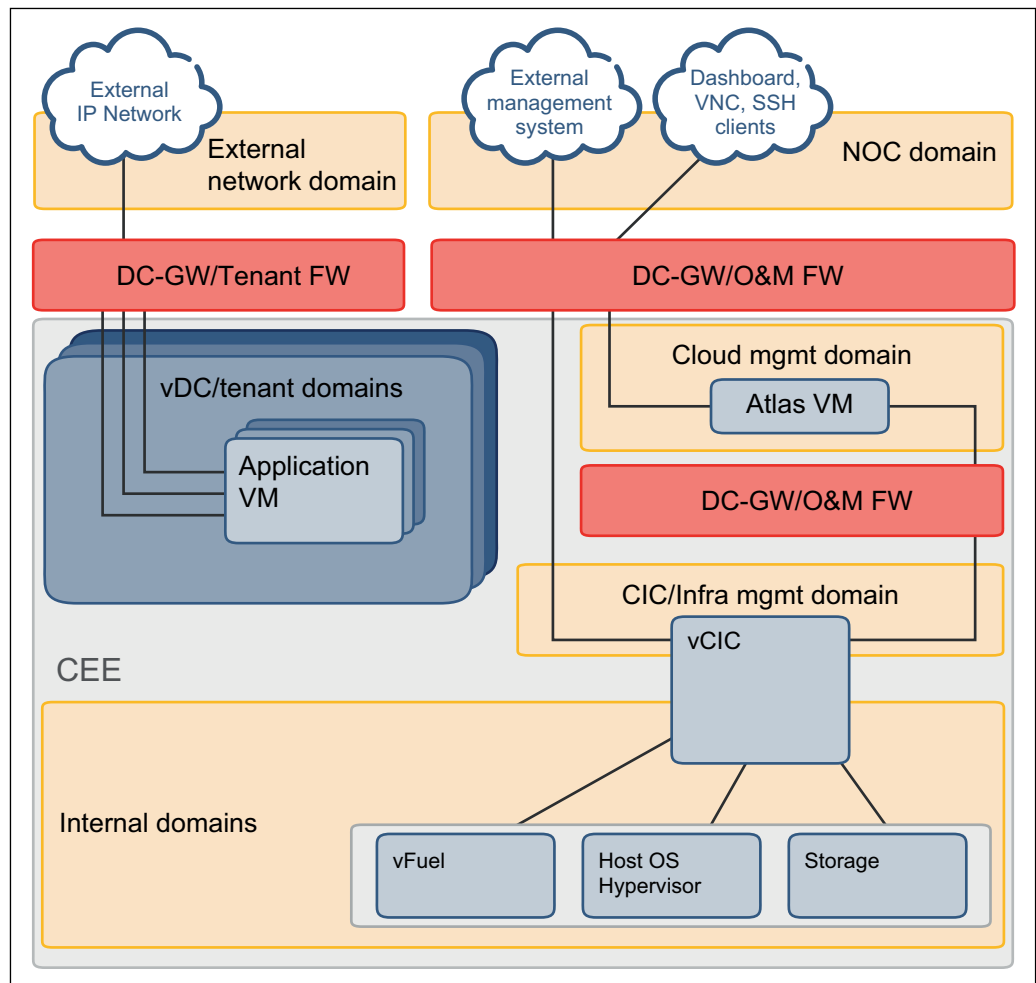 External
IP Network
External
management
system
Dashboard,
VNC, SSH
clients
External
network domain
NOC domain
DC-GW/Tenant FW
DC-GW/O&M FW
Cloud mgmt domain
Atlas VM
vDC/tenant domains
Application
VM
DC-GW/O&M FW
CIC/Infra mgmt domain
vCIC
CEE
Internal domains
vFuel
Host OS
Hypervisor
Storage